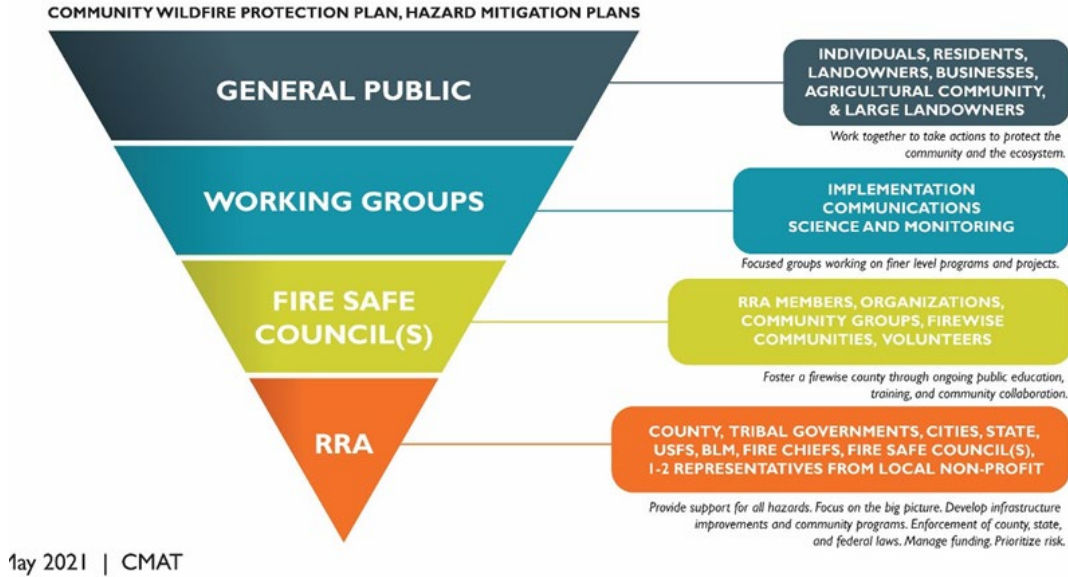 COMMUNITY WILDFIRE PROTECTION PLAN, HAZARD MITIGATION PLANS
GENERAL PUBLIC
INDIVIDUALS, RESIDENTS,
LANDOWNERS, BUSINESSES,
AGRIGULTURAL COMMUNITY,
& LARGE LANDOWNERS
Work together to take actions to protect the
community and the ecosystem.
WORKING GROUPS
IMPLEMENTATION
COMMUNICATIONS
SCIENCE AND MONITORING
Focused groups working on finer level programs and projects.
FIRE SAFE
COUNCIL(S)
RRA MEMBERS, ORGANIZATIONS,
COMMUNITY GROUPS, FIREWISE
COMMUNITIES, VOLUNTEERS
Foster a firewise county through ongoing public education,
training, and community collaboration.
RRA
COUNTY, TRIBAL GOVERNMENTS, CITIES, STATE,
USFS, BLM, FIRE CHIEFS, FIRE SAFE COUNCIL(S),
1-2 REPRESENTATIVES FROM LOCAL NON-PROFIT
Provide support for all hazards. Focus on the big picture. Develop infrastructure
improvements and community programs. Enforcement of county, state,
and federal laws. Manage funding. Prioritize risk.
May 2021 | CMAT